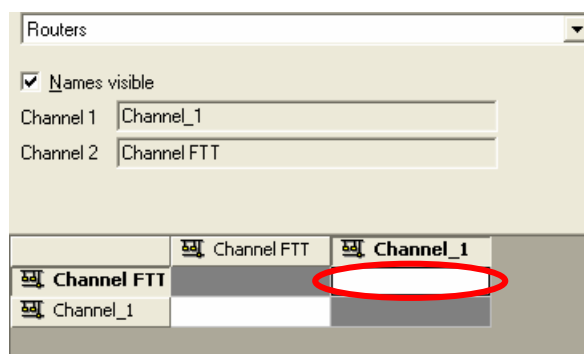 Routers
Names visible
Channel 1 Channel_1
Channel 2 Channel FTT
Channel FTT Channel_1
Channel FTT
Channel_1